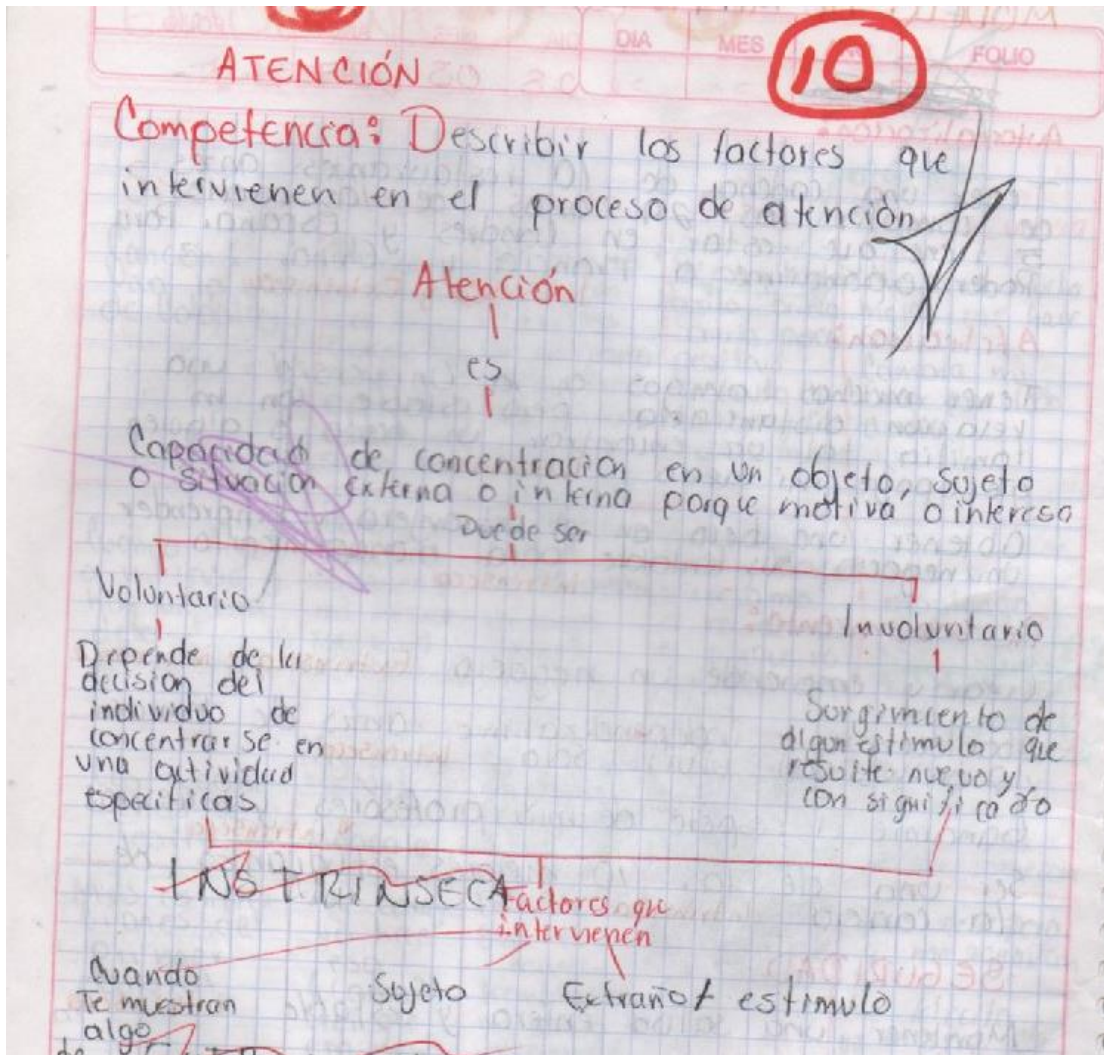 DIA MES FOLIO
10
ATENCIÓN
Competencia: Describir los factores que
intervienen en el proceso de atención
Atención
es
Capacidad de concentración en un objeto, sujeto
o situación externa o interna porque motiva o interesa
Puede ser
Voluntario
Involuntario
Depende de la
decisión del
individuo de
concentrarse en
una actividad
especificas
Surgimiento de
algun estimulo que
resulte nuevo y
con significado
INSTRINSECA
Factores que
intervienen
Cuando
Te muestran
algo
Sujeto
Extraño/ estimulo
de